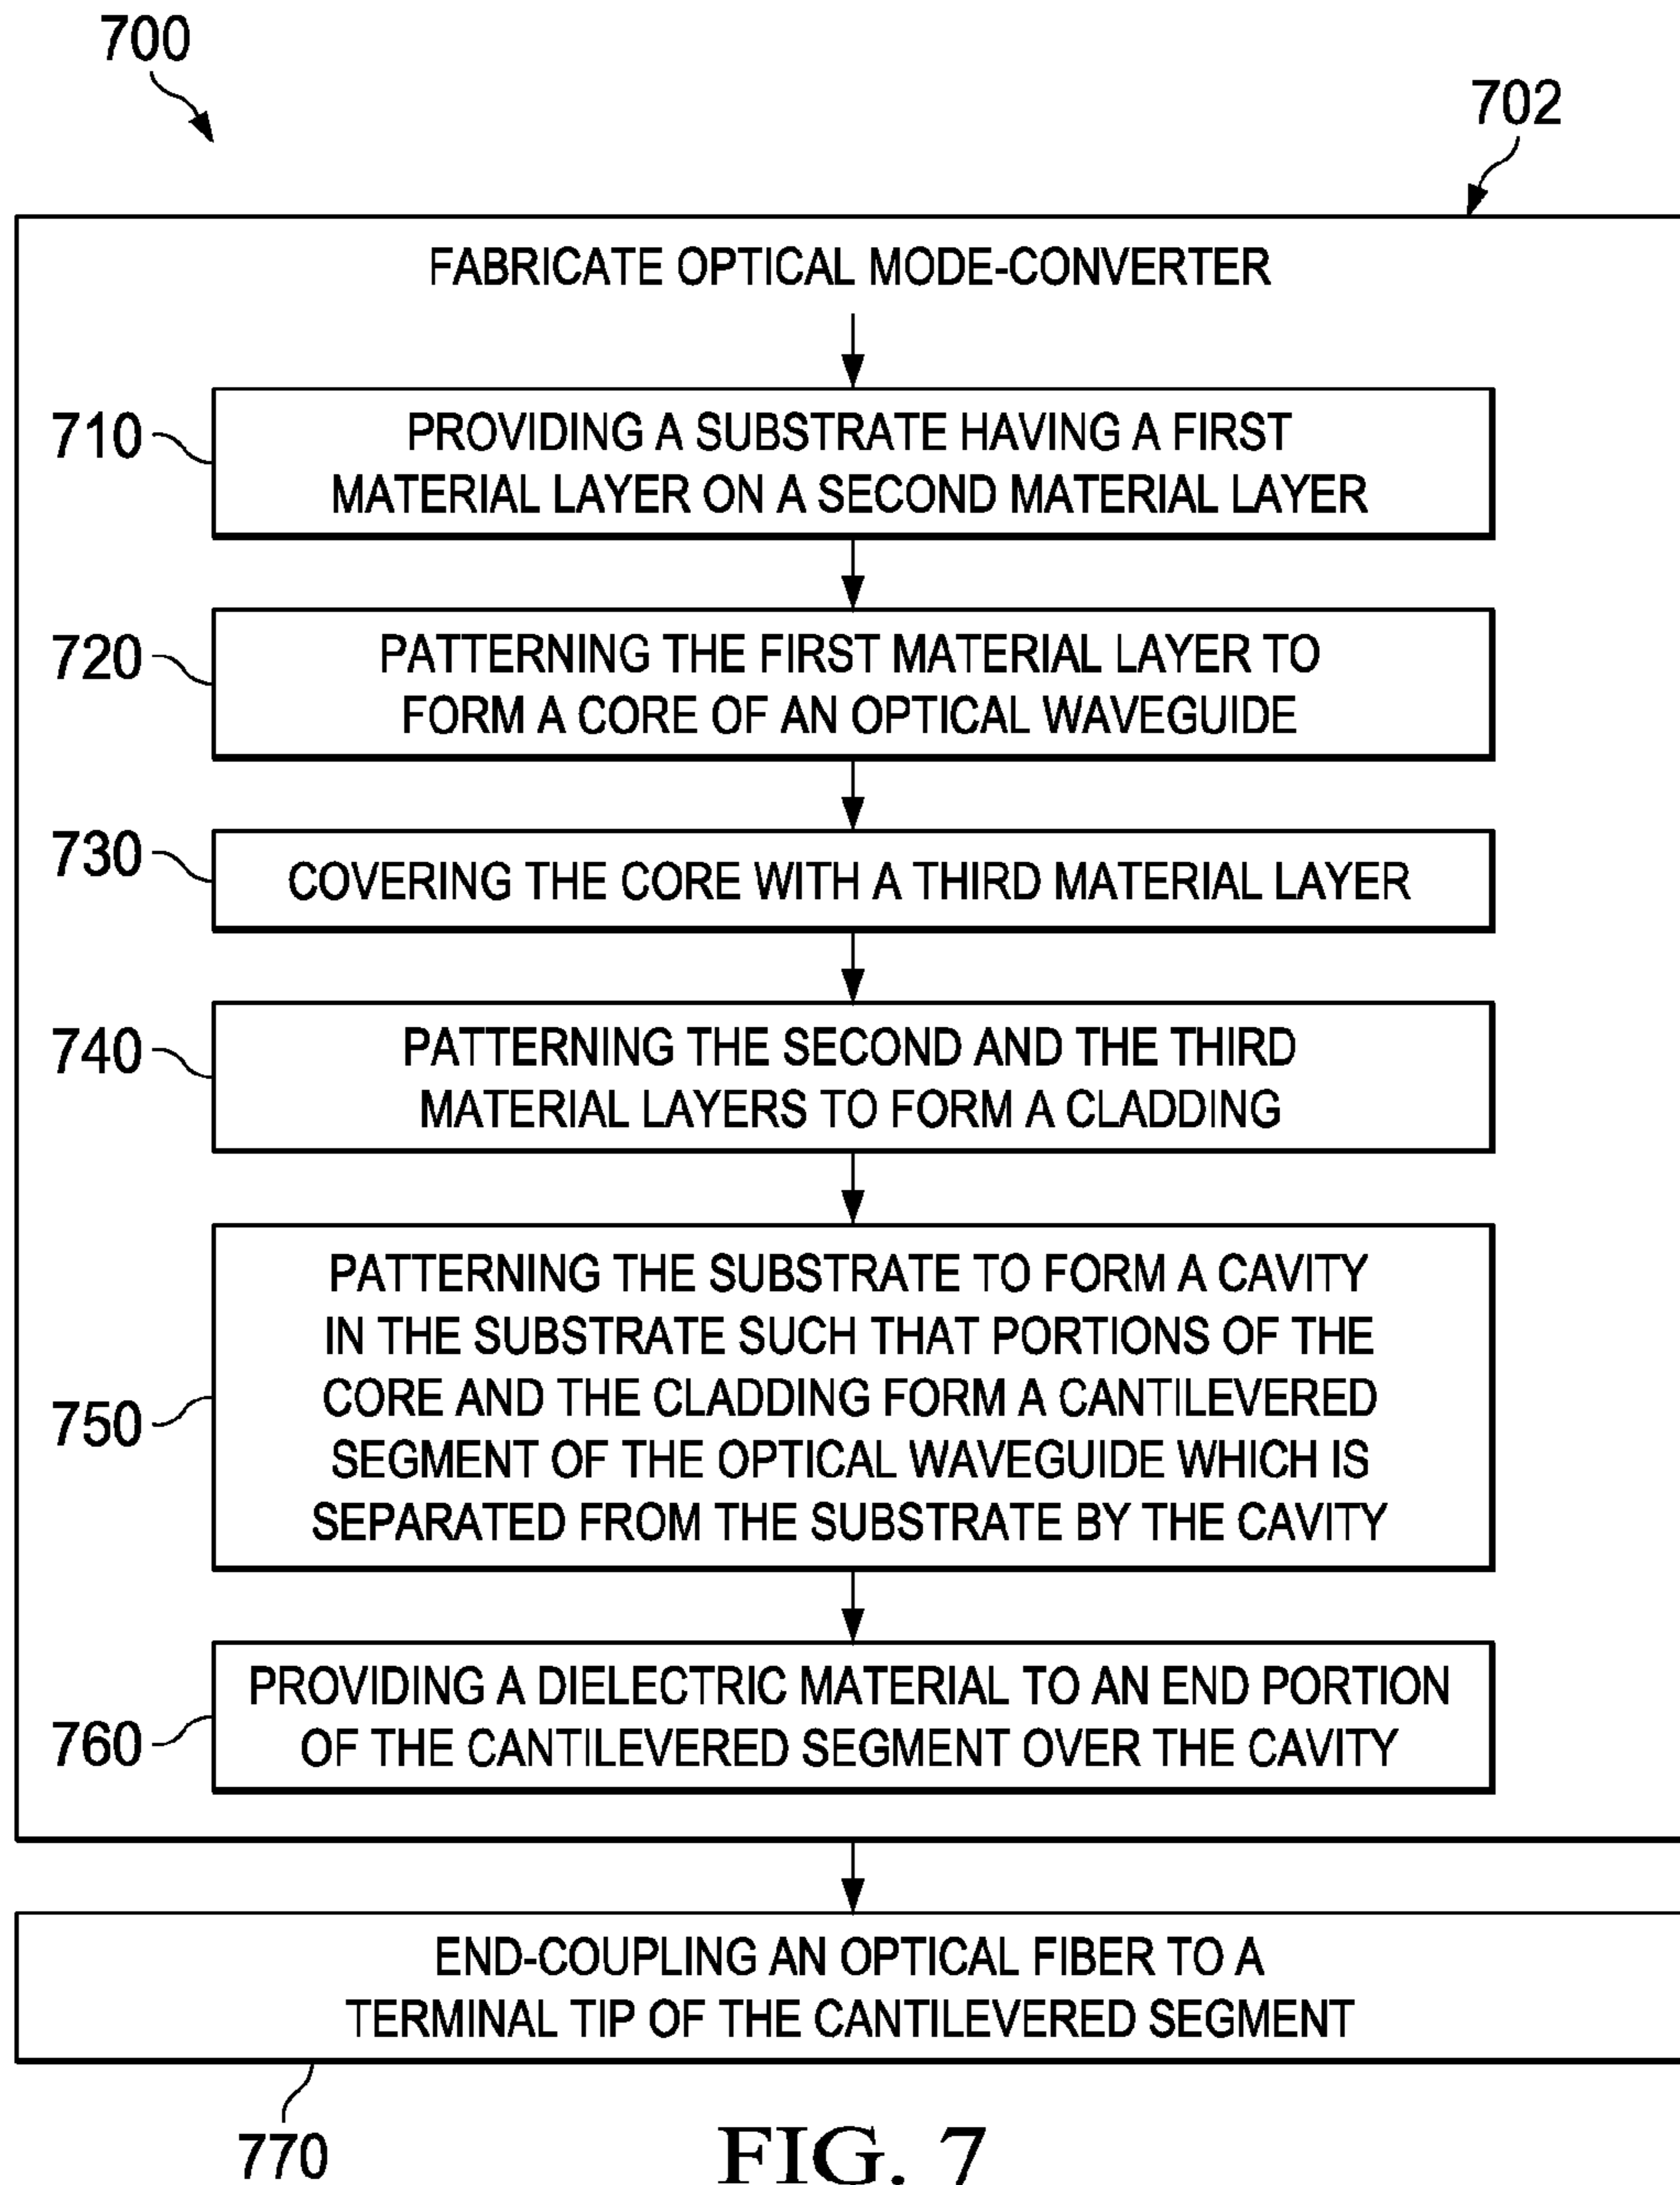 700
702
FABRICATE OPTICAL MODE-CONVERTER
710
PROVIDING A SUBSTRATE HAVING A FIRST
MATERIAL LAYER ON A SECOND MATERIAL LAYER
720
PATTERNING THE FIRST MATERIAL LAYER TO
FORM A CORE OF AN OPTICAL WAVEGUIDE
730
COVERING THE CORE WITH A THIRD MATERIAL LAYER
740
PATTERNING THE SECOND AND THE THIRD
MATERIAL LAYERS TO FORM A CLADDING
750
PATTERNING THE SUBSTRATE TO FORM A CAVITY
IN THE SUBSTRATE SUCH THAT PORTIONS OF THE
CORE AND THE CLADDING FORM A CANTILEVERED
SEGMENT OF THE OPTICAL WAVEGUIDE WHICH IS
SEPARATED FROM THE SUBSTRATE BY THE CAVITY
760
PROVIDING A DIELECTRIC MATERIAL TO AN END PORTION
OF THE CANTILEVERED SEGMENT OVER THE CAVITY
END-COUPLING AN OPTICAL FIBER TO A
TERMINAL TIP OF THE CANTILEVERED SEGMENT
770
FIG. 7